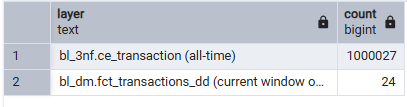 layer count
text bigint
1 bl_3nf.ce_transaction (all-time) 1000027
2 bl_dm.fct_transactions_dd (current window o... 24